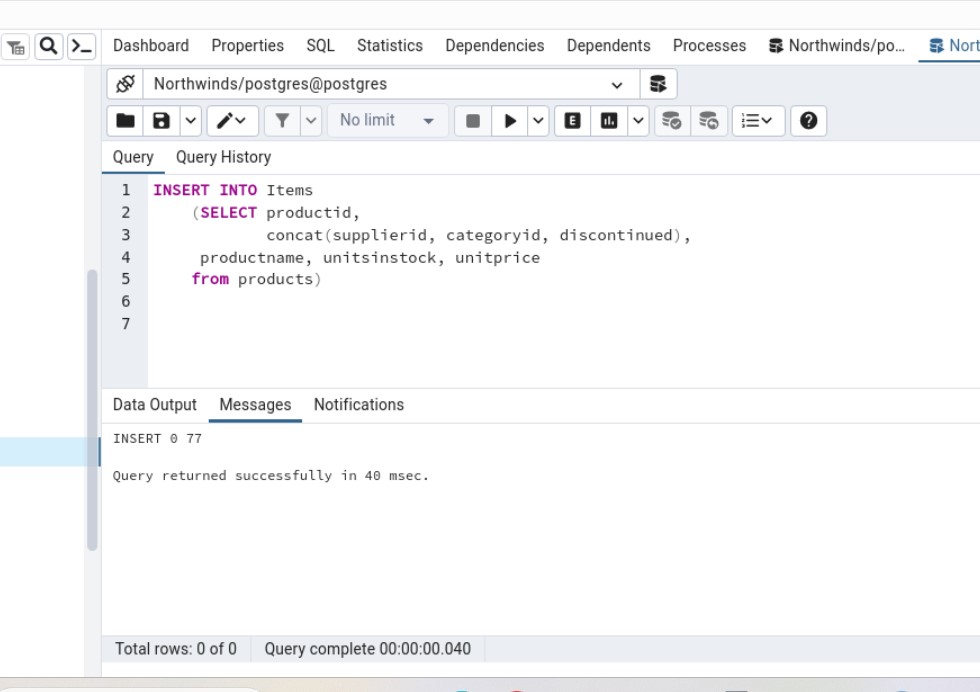 Dashboard Properties SQL Statistics Dependencies Dependents Processes Northwinds/po... Nort
Northwinds/postgres@postgres
No limit E
Query Query History
1 INSERT INTO Items
2 (SELECT productid,
3 concat(supplierid, categoryid, discontinued),
4 productname, unitsinstock, unitprice
5 from products)
6
7
Data Output Messages Notifications
INSERT 0 77
Query returned successfully in 40 msec.
Total rows: 0 of 0 Query complete 00:00:00.040